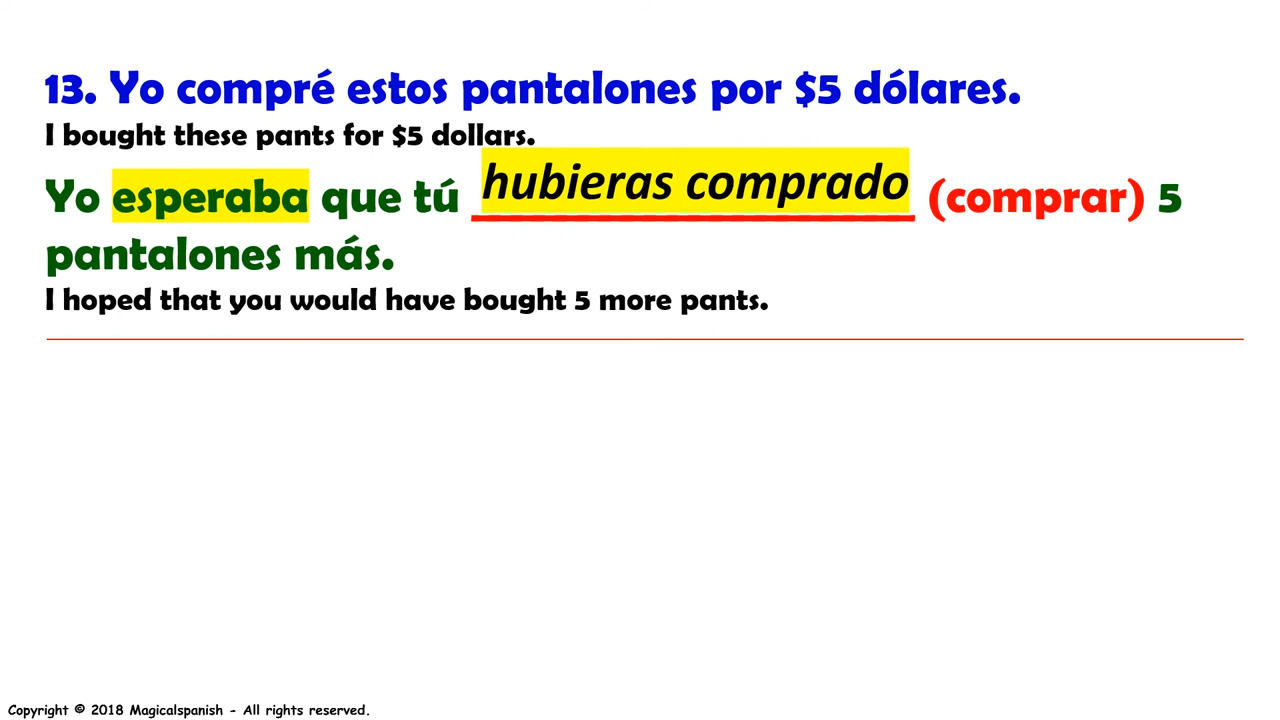 13. Yo compré estos pantalones por $5 dólares.
I bought these pants for $5 dollars.
Yo esperaba que tú hubieras comprado (comprar) 5
pantalones más.
I hoped that you would have bought 5 more pants.
Copyright © 2018 Magicalspanish - All rights reserved.